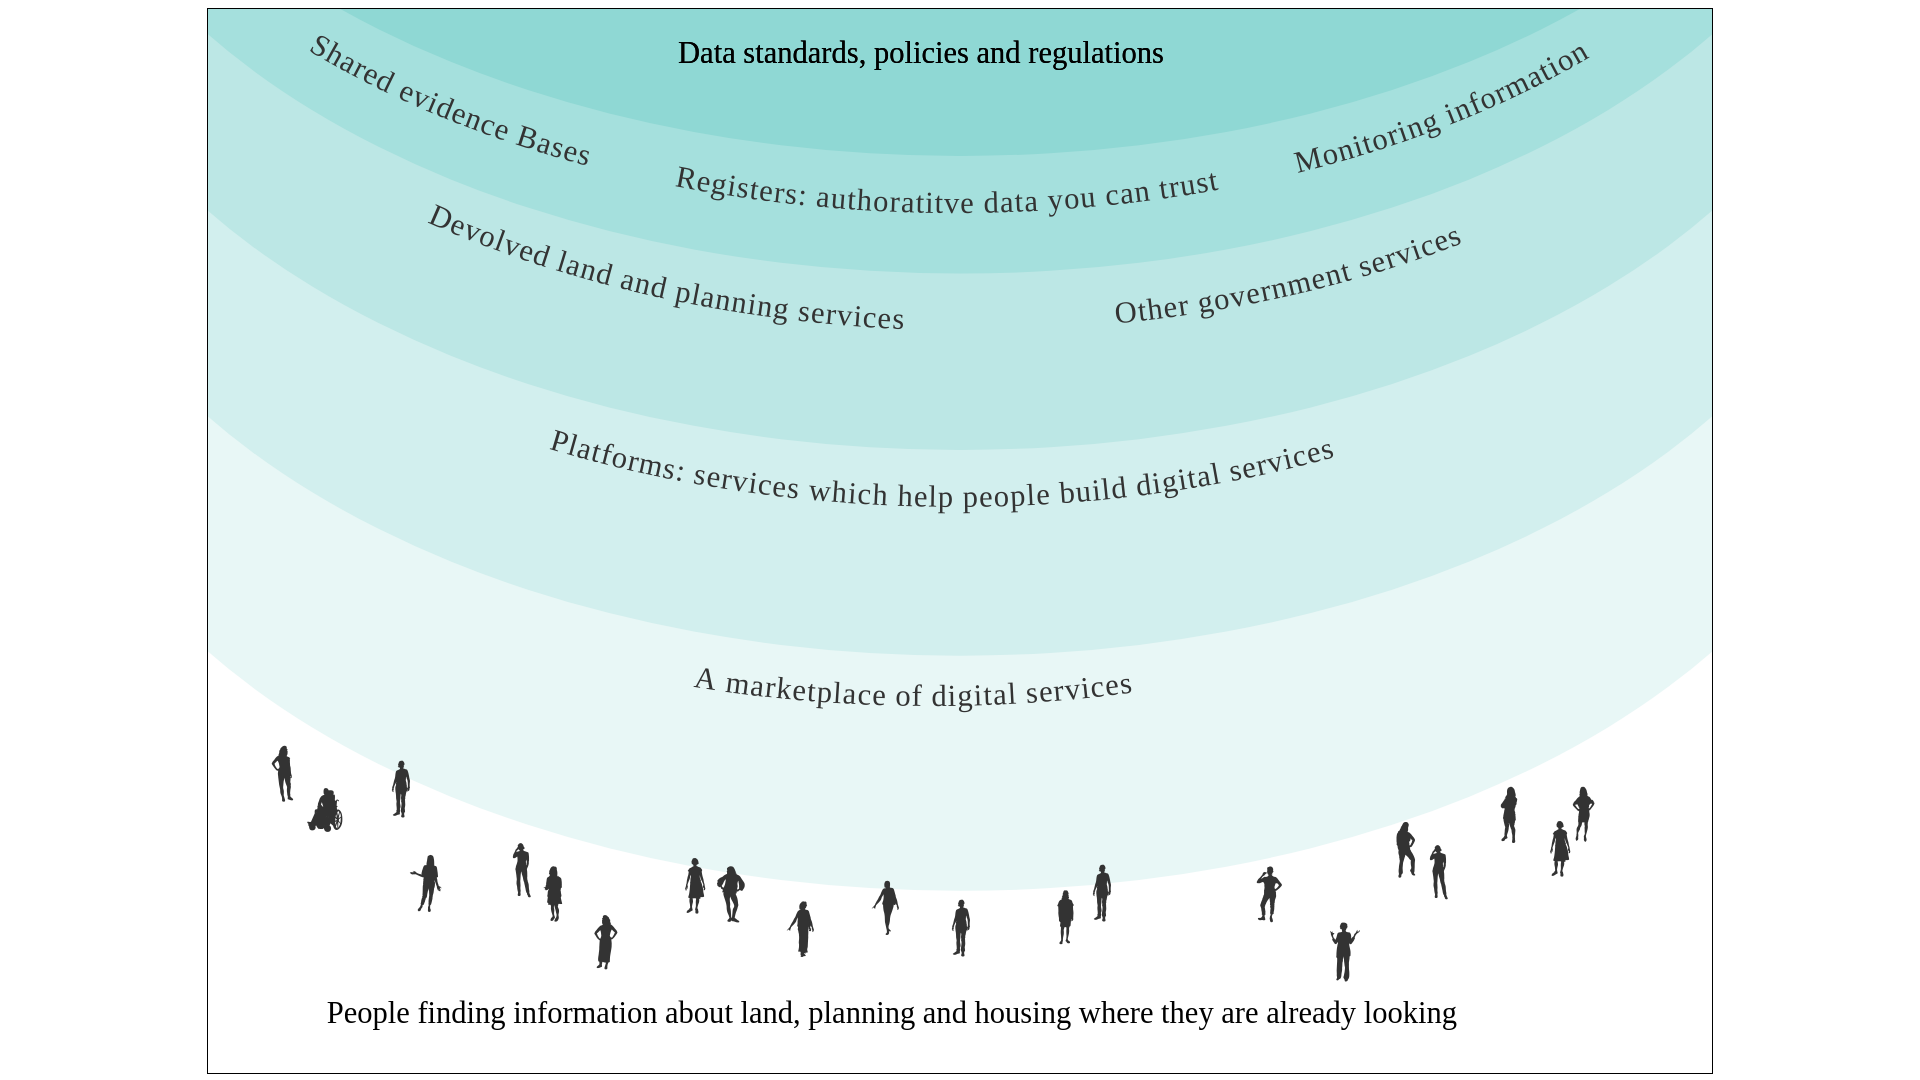 Data standards, policies and regulations
Shared evidence Bases
Registers: authoratitve data you can trust
Monitoring information
Devolved land and planning services
Other government services
Platforms: services which help people build digital services
A marketplace of digital services
People finding information about land, planning and housing where they are already looking